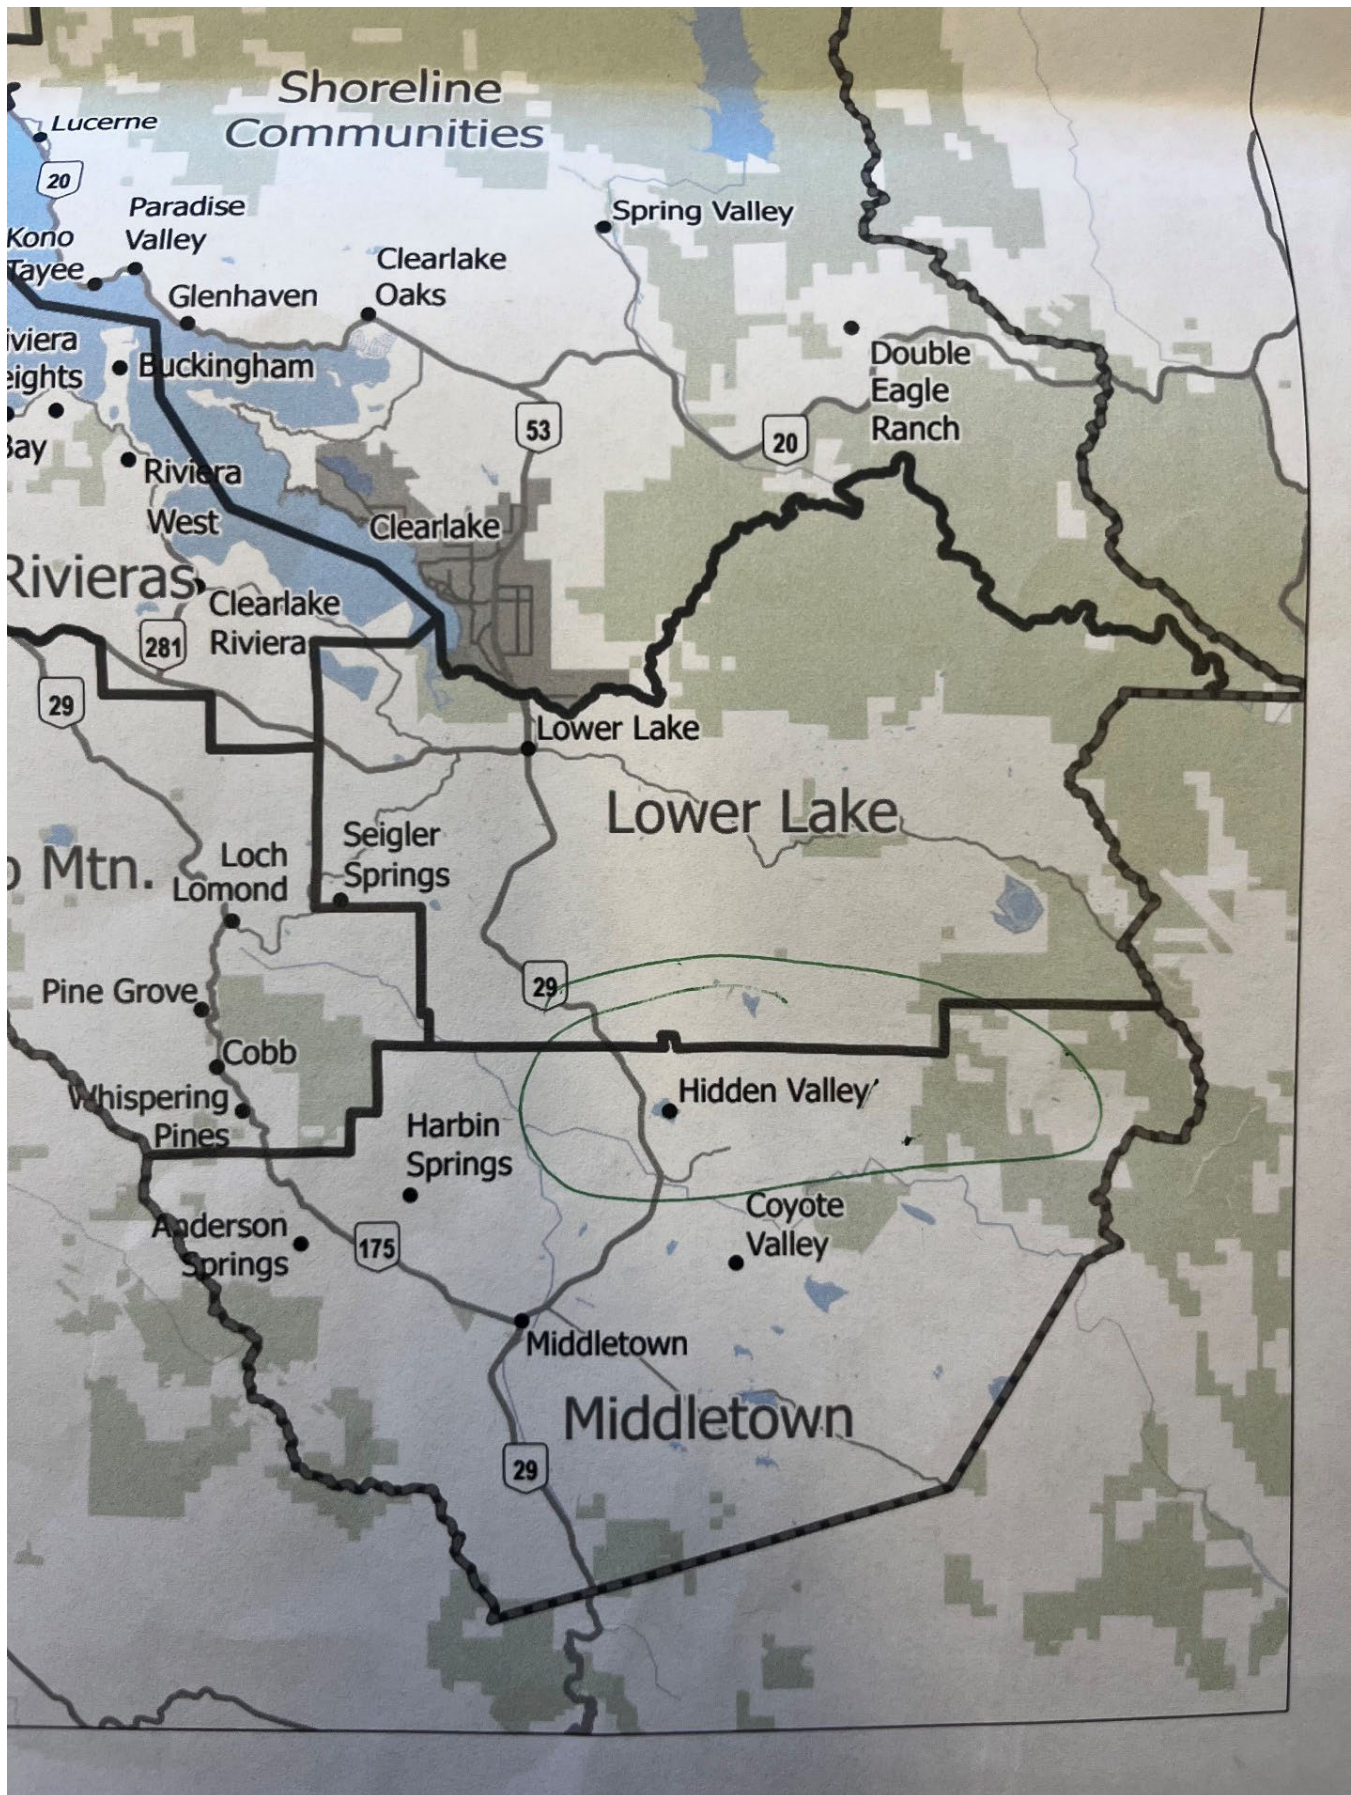 Shoreline
Communities
Lucerne
20
Paradise
Valley
Kono
Tayee
Spring Valley
Clearlake
Oaks
Glenhaven
Buckingham
Double
Eagle
Ranch
53
20
Riviera
West
Clearlake
Rivieras
Clearlake
Riviera
281
29
Lower Lake
Lower Lake
Seigler
Springs
Loch
Lomond
Mtn.
Pine Grove
29
Cobb
Hidden Valley
Whispering
Pines
Harbin
Springs
Coyote
Valley
Anderson
Springs
175
Middletown
Middletown
29